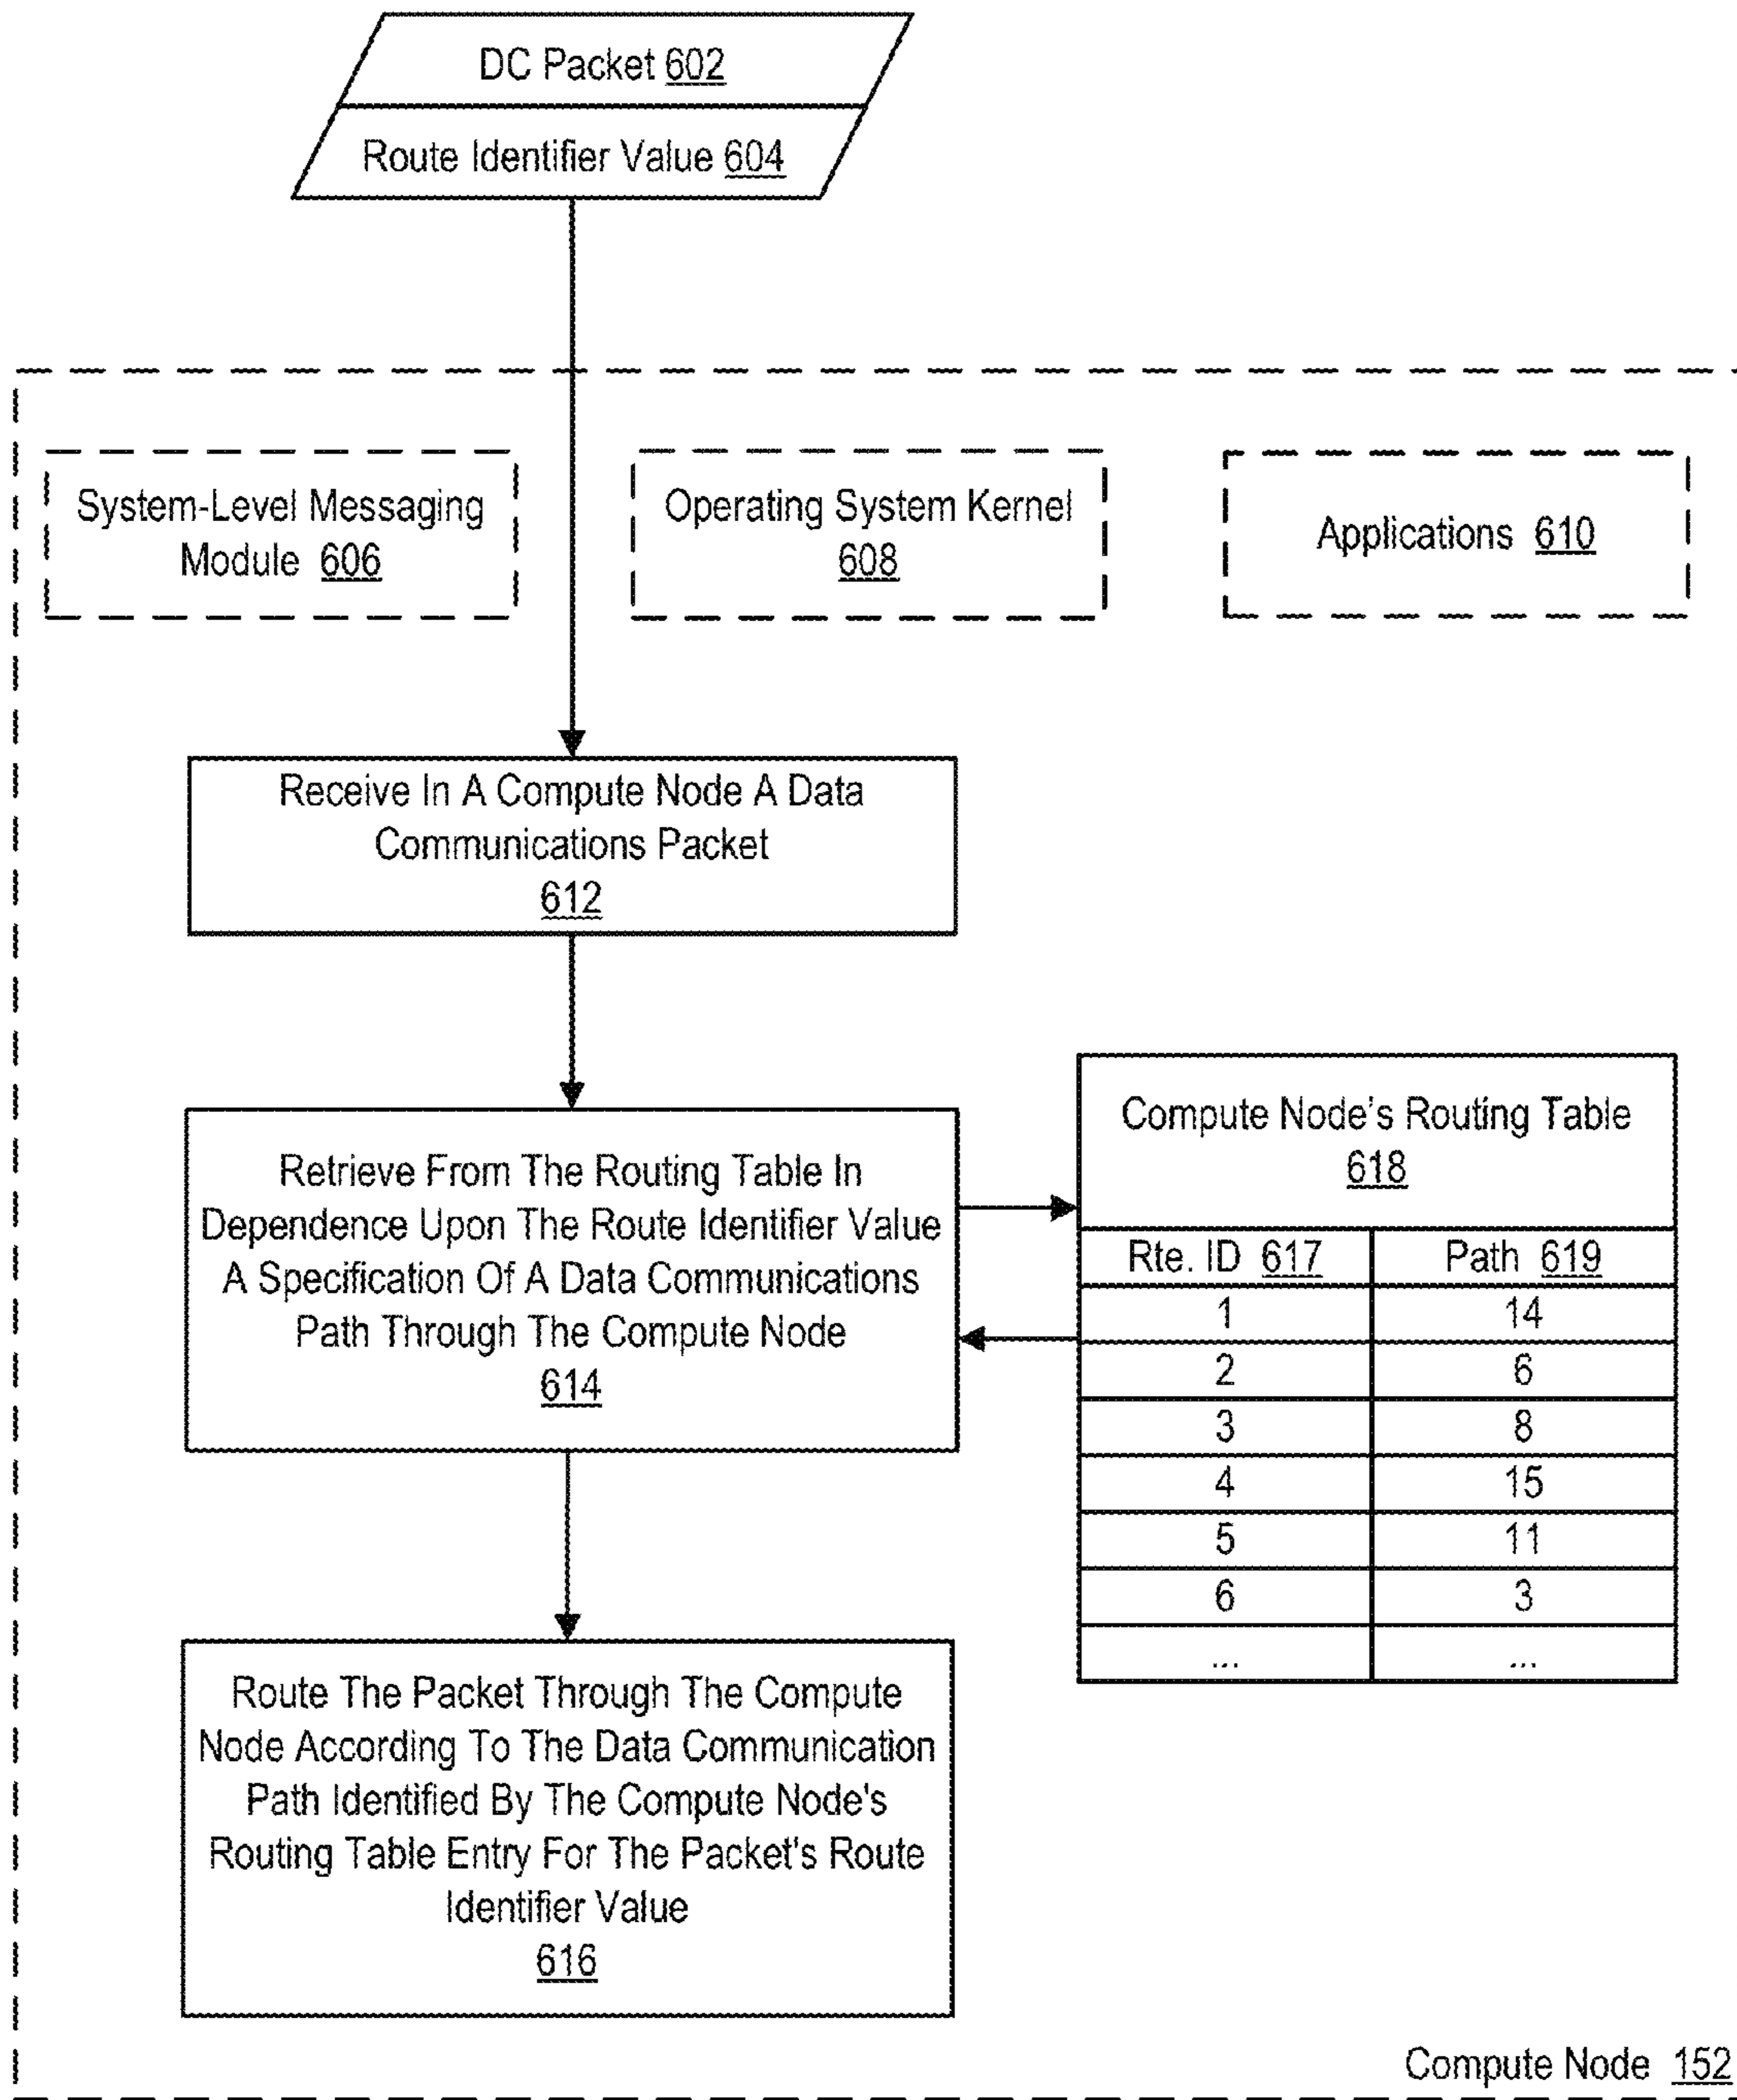 DC Packet 602
Route Identifier Value 604
System-Level Messaging
Module 606
Operating System Kernel
608
Applications 610
Receive In A Compute Node A Data
Communications Packet
612
Retrieve From The Routing Table In
Dependence Upon The Route Identifier Value
A Specification Of A Data Communications
Path Through The Compute Node
614
Compute Node's Routing Table
618
Rte. ID 617 Path 619
1 14
2 6
3 8
4 15
5 11
6 3
... ...
Route The Packet Through The Compute
Node According To The Data Communication
Path Identified By The Compute Node's
Routing Table Entry For The Packet's Route
Identifier Value
616
Compute Node 152